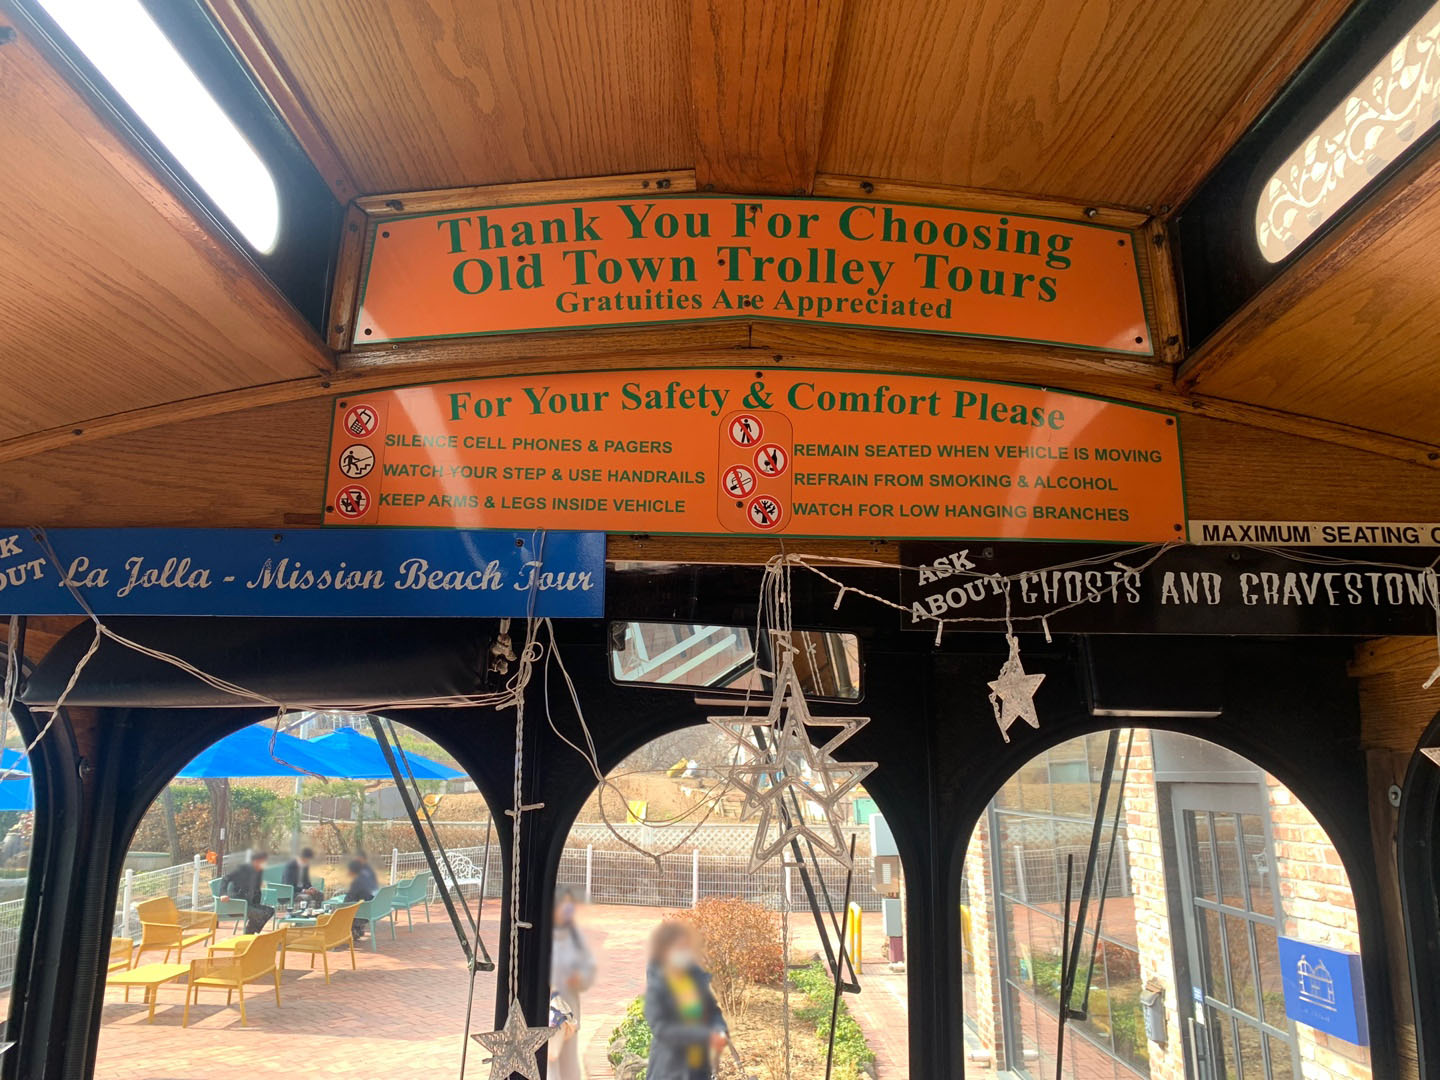 Thank You For Choosing
Old Town Trolley Tours
Gratuities Are Appreciated
For Your Safety & Comfort Please
SILENCE CELL PHONES & PAGERS
WATCH YOUR STEP & USE HANDRAILS
KEEP ARMS & LEGS INSIDE VEHICLE
REMAIN SEATED WHEN VEHICLE IS MOVING
REFRAIN FROM SMOKING & ALCOHOL
WATCH FOR LOW HANGING BRANCHES
MAXIMUM SEATING
La Jolla - Mission Beach Tour
ASK
ABOUT
GHOSTS AND GRAVESTON